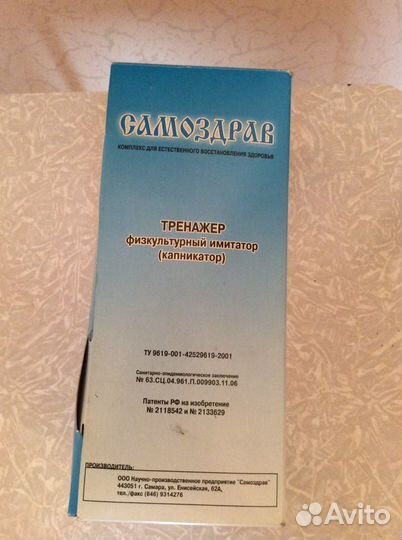 САМОЗДРАВ
КОМПЛЕКС ДЛЯ ЕСТЕСТВЕННОГО ВОССТАНОВЛЕНИЯ ЗДОРОВЬЯ
ТРЕНАЖЕР
физкультурный имитатор
(капникатор)
ТУ 9619-001-42529619-2001
Санитарно-эпидемиологическое заключение
№ 63.СЦ.04.961.П.009903.11.06
Патенты РФ на изобретение
№ 2118542 и № 2133629
ПРОИЗВОДИТЕЛЬ:
ООО Научно-производственное предприятие "Самоздрав"
443051 г. Самара, ул. Енисейская, 62А,
тел./факс (846) 9314276
Avito